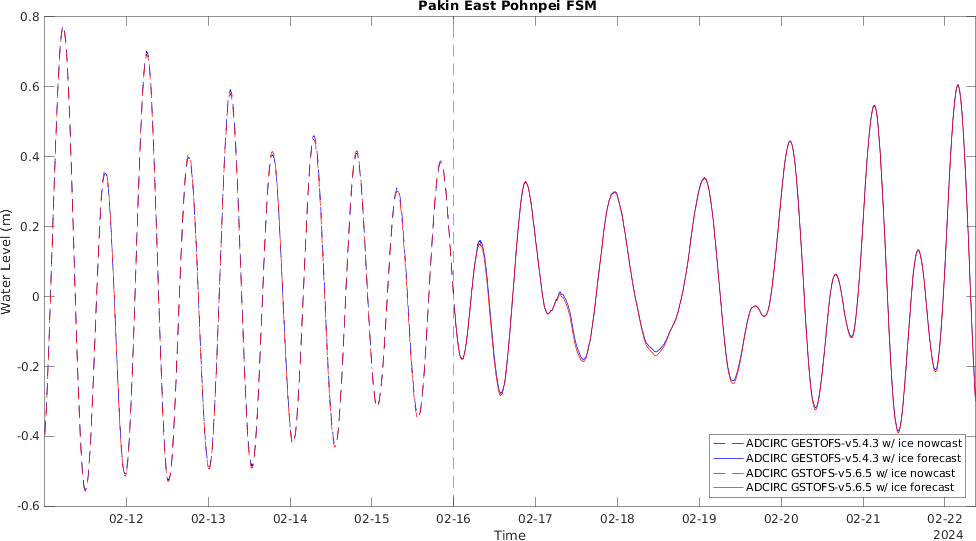 Pakin East Pohnpei FSM
0.8
0.6
0.4
0.2
0
-0.2
-0.4
-0.6
Water Level (m)
ADCIRC GESTOFS-v5.4.3 w/ ice nowcast
ADCIRC GESTOFS-v5.4.3 w/ ice forecast
ADCIRC GSTOFS-v5.6.5 w/ ice nowcast
ADCIRC GSTOFS-v5.6.5 w/ ice forecast
02-12 02-13 02-14 02-15 02-16 02-17 02-18 02-19 02-20 02-21 02-22
Time
2024